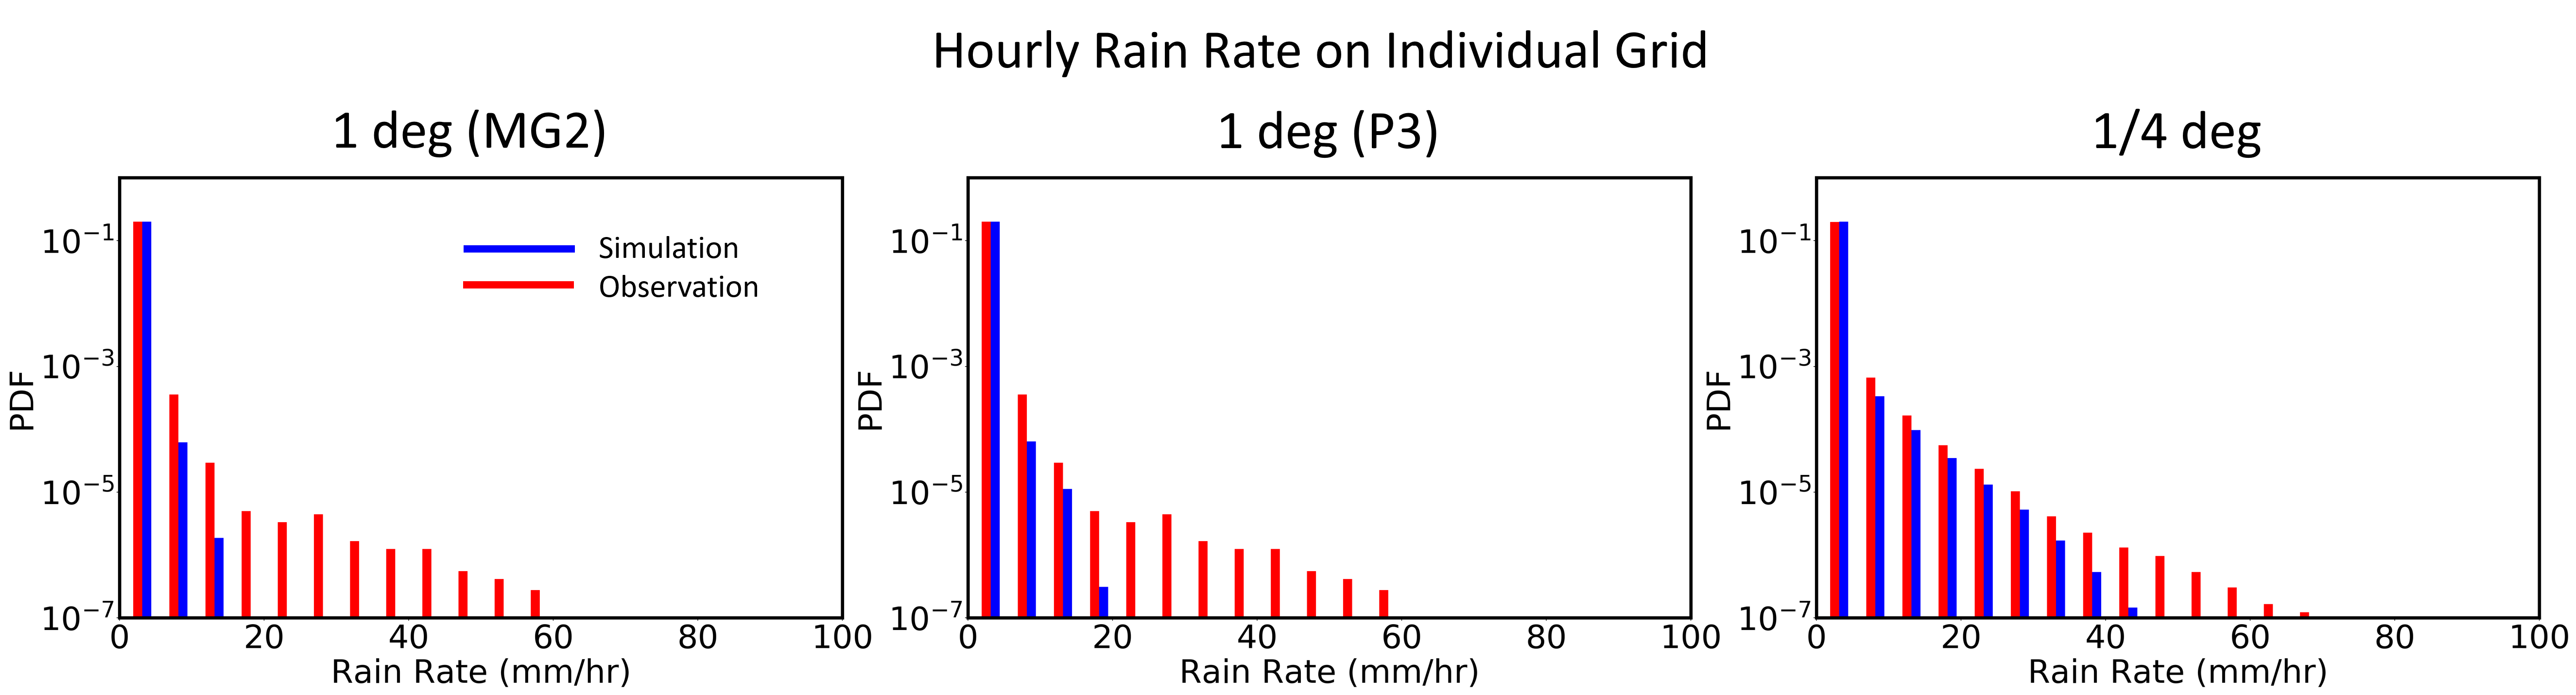 Hourly Rain Rate on Individual Grid
1 deg (MG2)
10⁻¹
10⁻³
10⁻⁵
10⁻⁷
PDF
Simulation
Observation
0 20 40 60 80 100
Rain Rate (mm/hr)
1 deg (P3)
10⁻¹
10⁻³
10⁻⁵
10⁻⁷
PDF
0 20 40 60 80 100
Rain Rate (mm/hr)
1/4 deg
10⁻¹
10⁻³
10⁻⁵
10⁻⁷
PDF
0 20 40 60 80 100
Rain Rate (mm/hr)